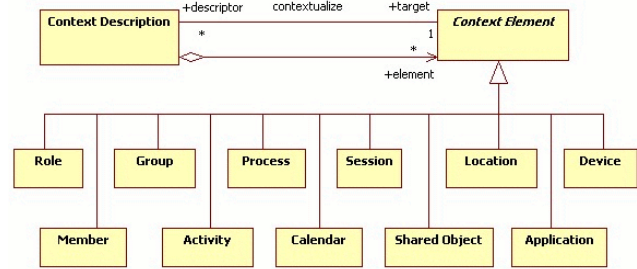 +descriptor contextualize +target
Context Description
Context Element
* 1
*
+element
Role Group Process Session Location Device
Member Activity Calendar Shared Object Application